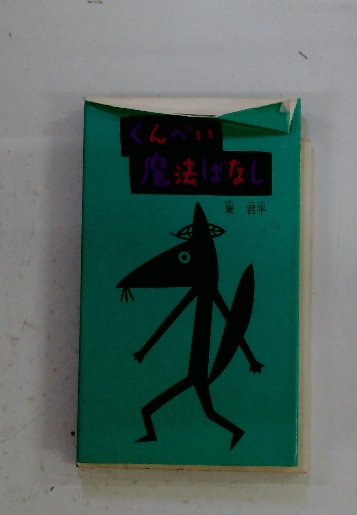 くんぺい
魔法ばなし
東 君平